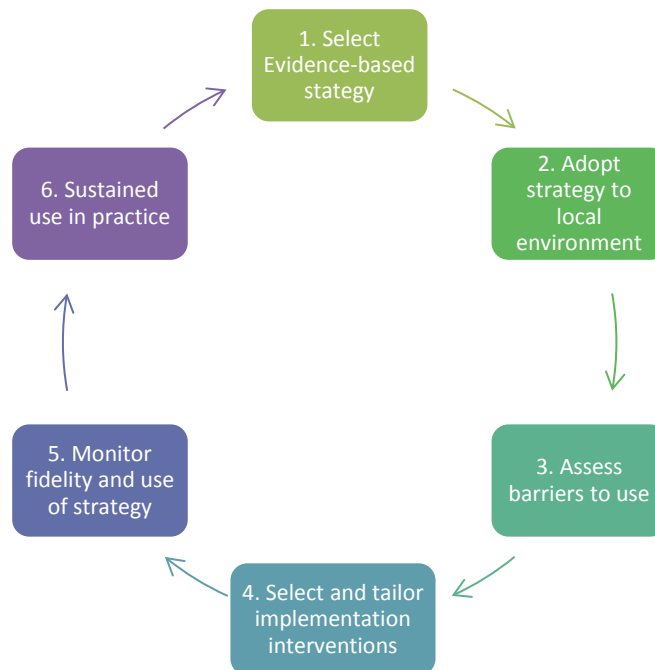 1. Select
Evidence-based
stategy
2. Adopt
strategy to
local
environment
3. Assess
barriers to use
4. Select and tailor
implementation
interventions
5. Monitor
fidelity and use
of strategy
6. Sustained
use in practice